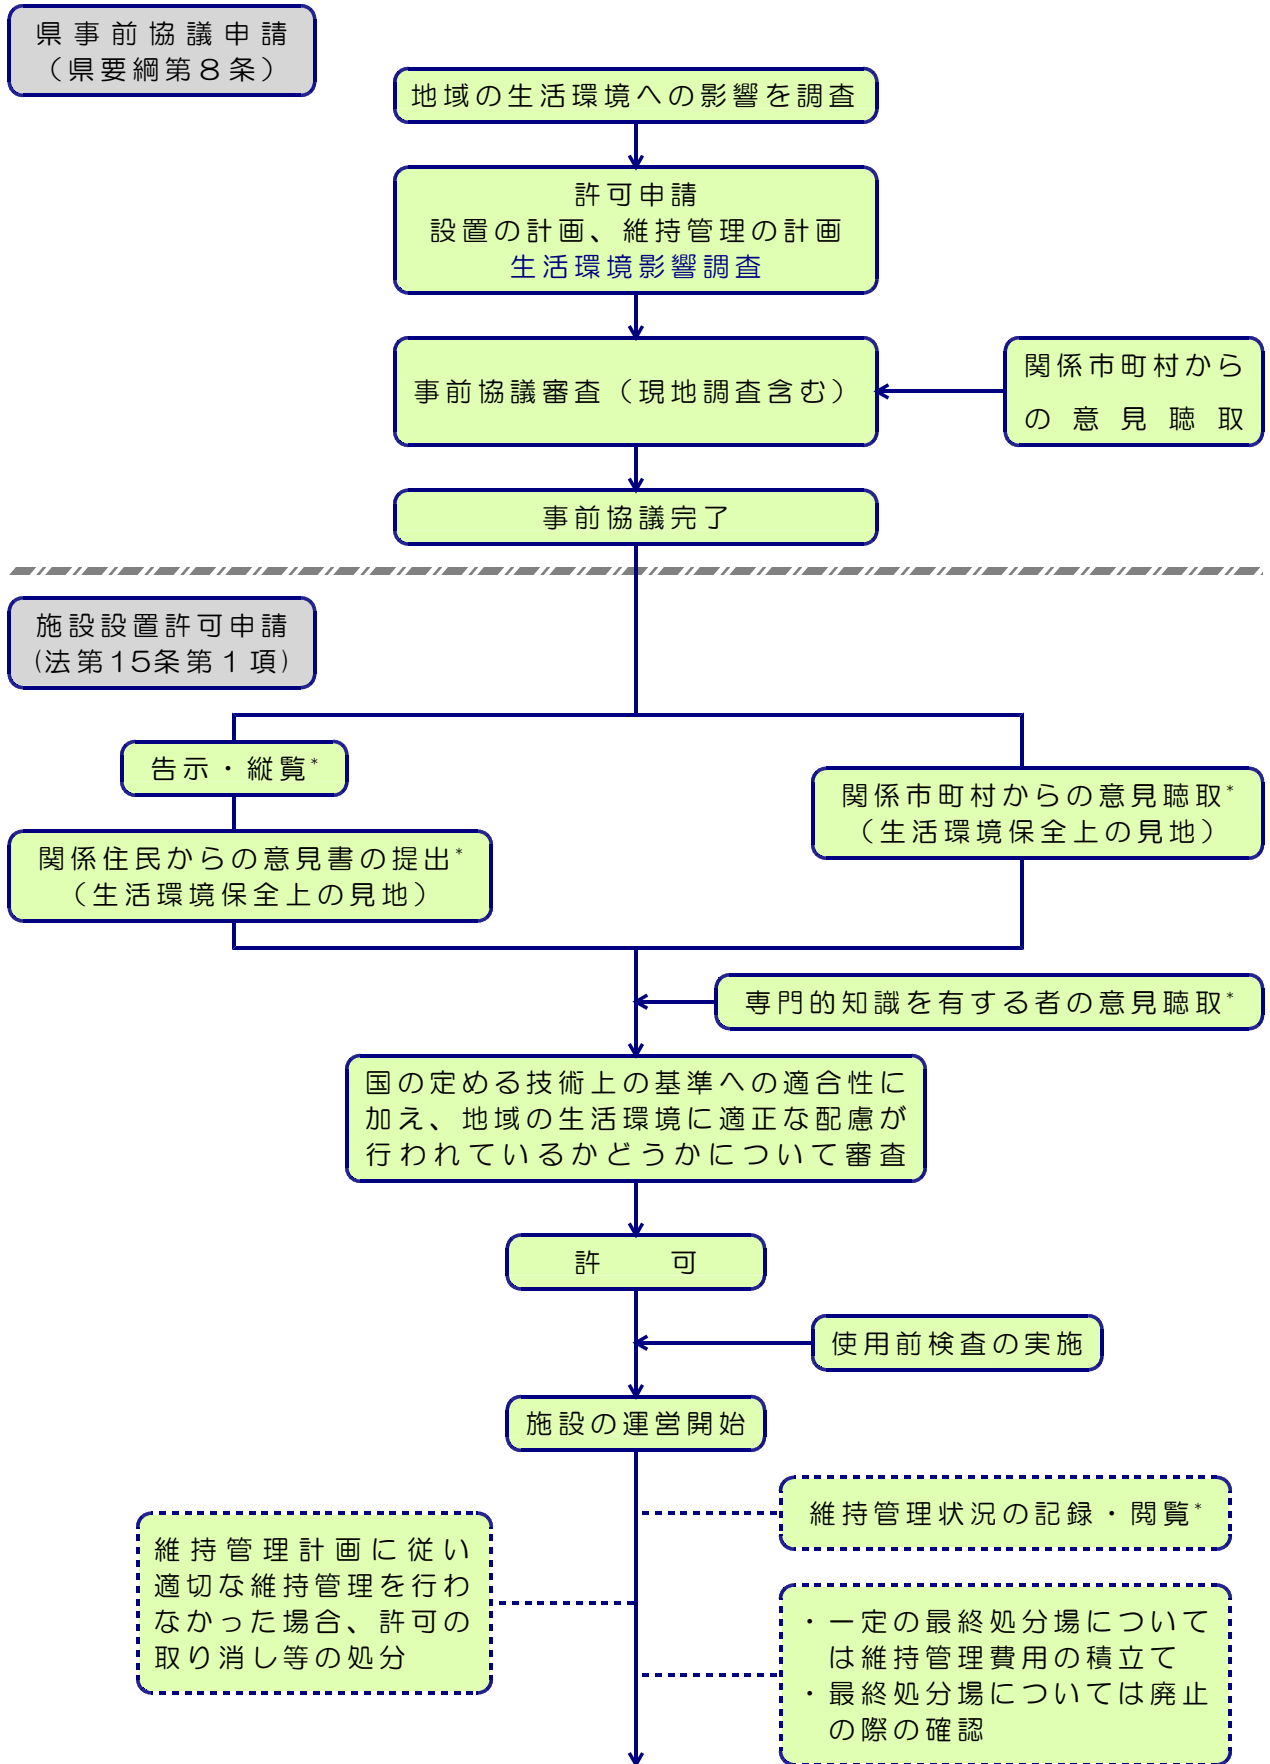 県事前協議申請
（県要綱第８条）
地域の生活環境への影響を調査
許可申請
設置の計画、維持管理の計画
生活環境影響調査
事前協議審査（現地調査含む）
関係市町村から
の意見聴取
事前協議完了
施設設置許可申請
(法第15条第１項)
告示・縦覧*
関係市町村からの意見聴取*
（生活環境保全上の見地）
関係住民からの意見書の提出*
（生活環境保全上の見地）
専門的知識を有する者の意見聴取*
国の定める技術上の基準への適合性に
加え、地域の生活環境に適正な配慮が
行われているかどうかについて審査
許　　可
使用前検査の実施
施設の運営開始
維持管理状況の記録・閲覧*
維持管理計画に従い
適切な維持管理を行わ
なかった場合、許可の
取り消し等の処分
・一定の最終処分場について
は維持管理費用の積立て
・最終処分場については廃止
の際の確認